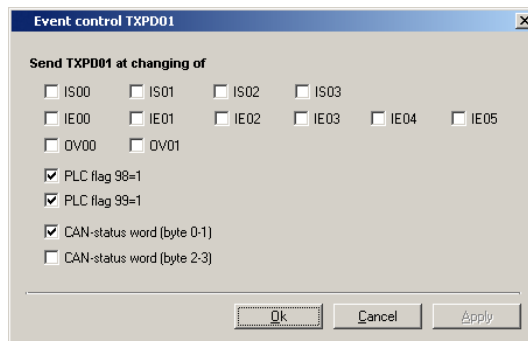 Event control TXPD01
Send TXPD01 at changing of
IS00 IS01 IS02 IS03
IE00 IE01 IE02 IE03 IE04 IE05
OV00 OV01
PLC flag 98=1
PLC flag 99=1
CAN-status word (byte 0-1)
CAN-status word (byte 2-3)
Ok Cancel Apply